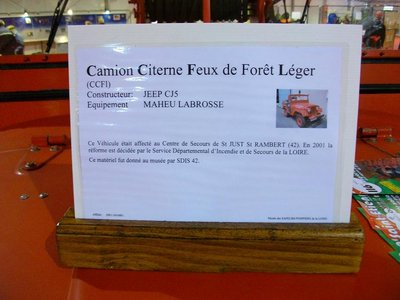 Camion Citerne Feux de Forêt Léger
(CCFl)
Constructeur: JEEP CJ5
Equipement MAHEU LABROSSE
Ce Véhicule était affecté au Centre de Secours de St JUST St RAMBERT (42). En 2001 la
réforme est décidée par le Service Départemental d'Incendie et de Secours de la LOIRE.
Ce matériel fut donné au musée par SDIS 42.